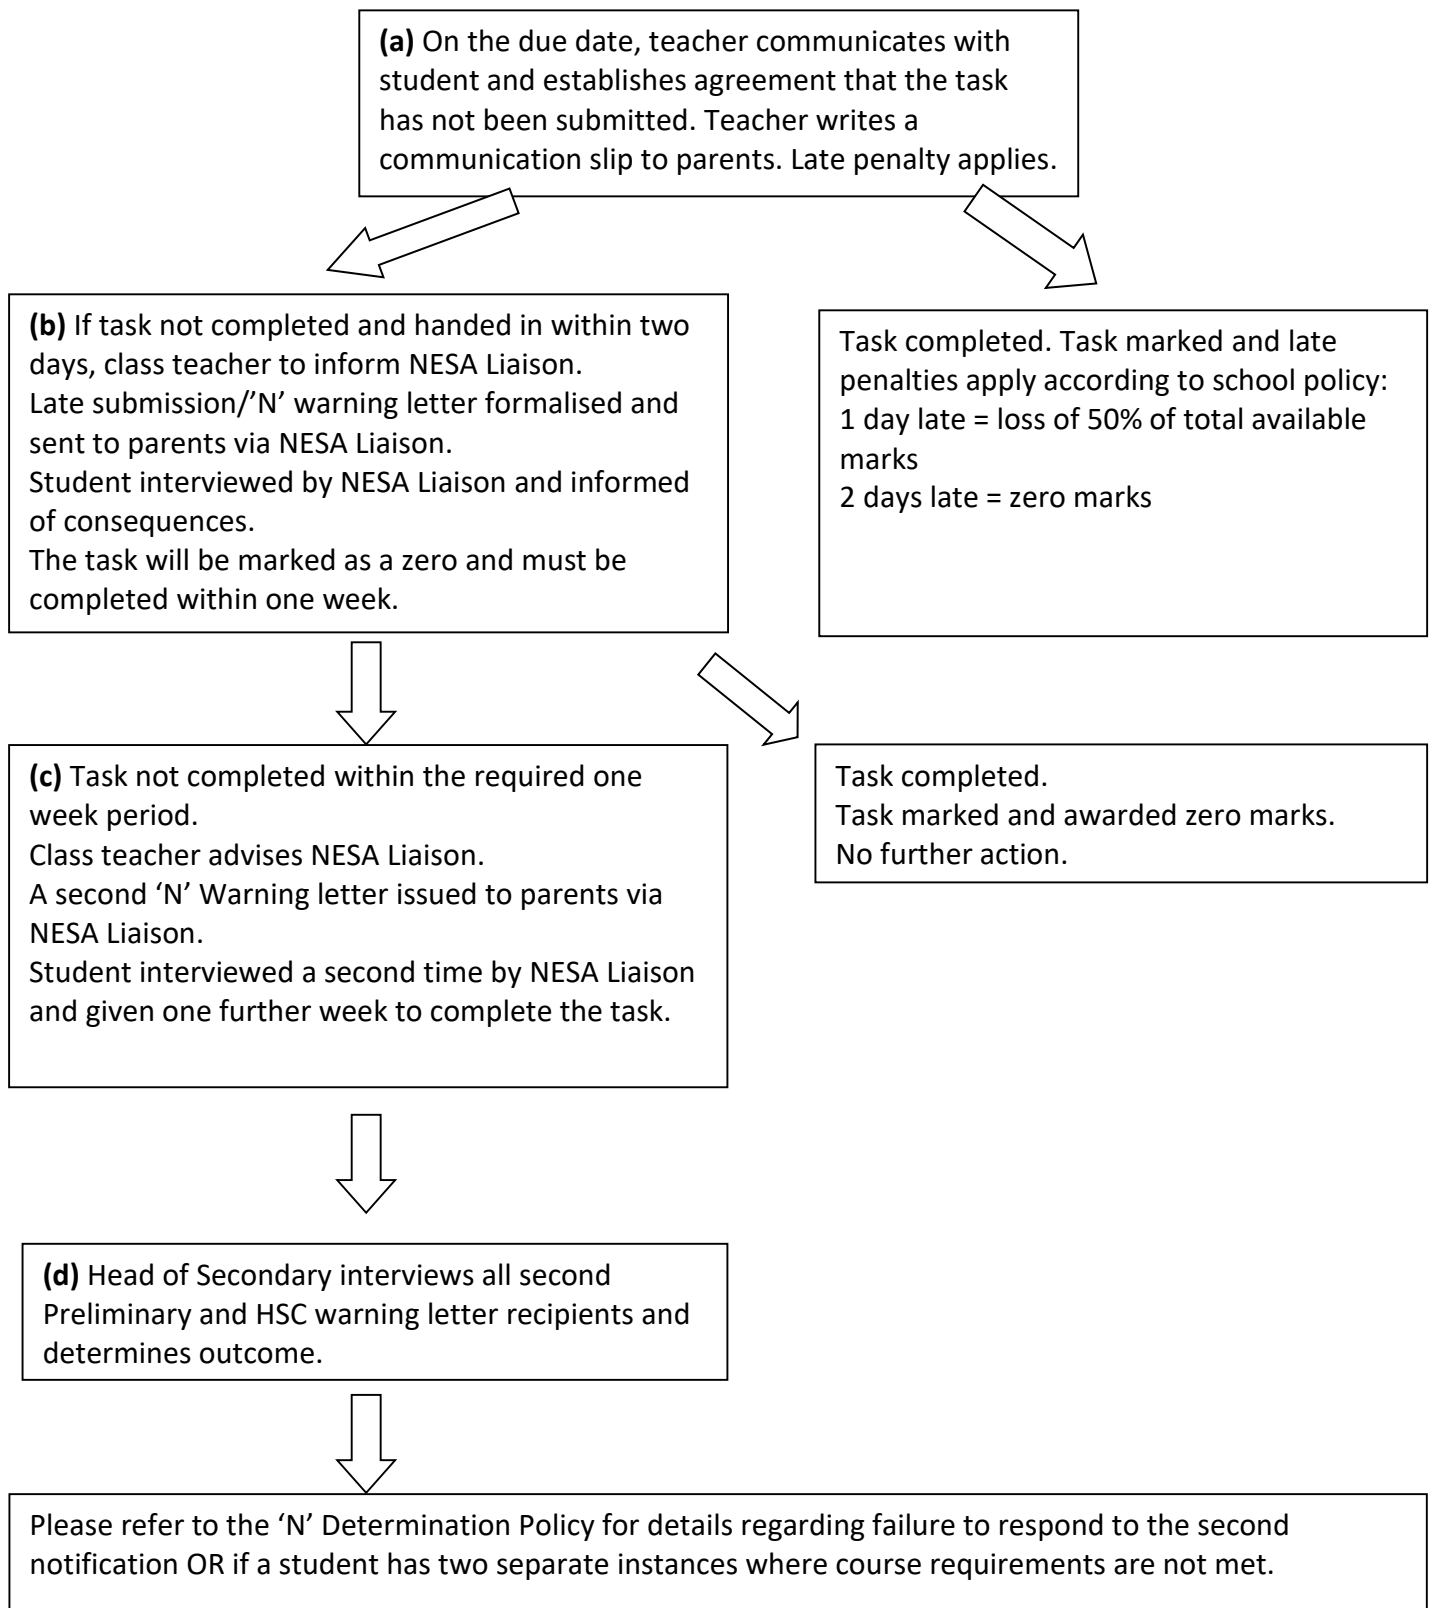 (a) On the due date, teacher communicates with
student and establishes agreement that the task
has not been submitted. Teacher writes a
communication slip to parents. Late penalty applies.
(b) If task not completed and handed in within two
days, class teacher to inform NESA Liaison.
Late submission/’N’ warning letter formalised and
sent to parents via NESA Liaison.
Student interviewed by NESA Liaison and informed
of consequences.
The task will be marked as a zero and must be
completed within one week.
Task completed. Task marked and late
penalties apply according to school policy:
1 day late = loss of 50% of total available
marks
2 days late = zero marks
(c) Task not completed within the required one
week period.
Class teacher advises NESA Liaison.
A second ‘N’ Warning letter issued to parents via
NESA Liaison.
Student interviewed a second time by NESA Liaison
and given one further week to complete the task.
Task completed.
Task marked and awarded zero marks.
No further action.
(d) Head of Secondary interviews all second
Preliminary and HSC warning letter recipients and
determines outcome.
Please refer to the ‘N’ Determination Policy for details regarding failure to respond to the second
notification OR if a student has two separate instances where course requirements are not met.